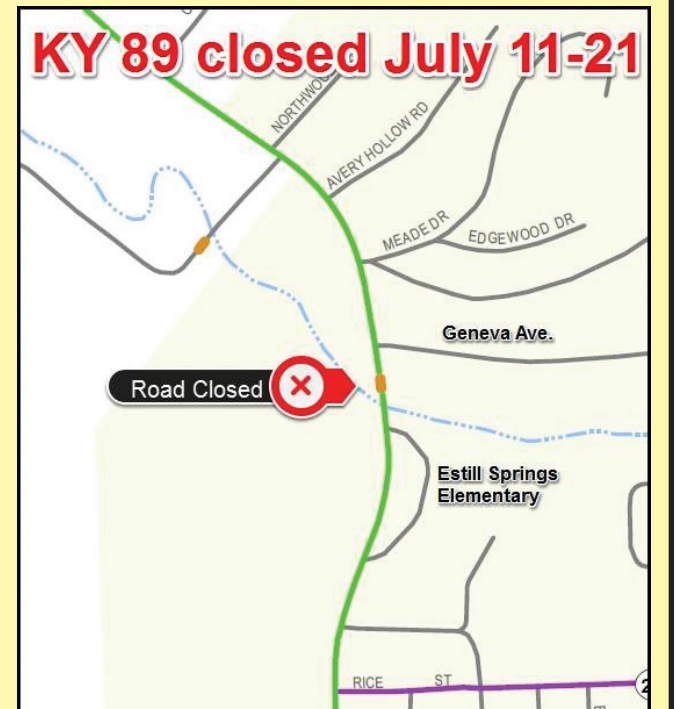 KY 89 closed July 11-21
AVERY HOLLOW RD
MEADE DR
EDGEWOOD DR
Geneva Ave.
Road Closed
Estill Springs
Elementary
RICE ST
2